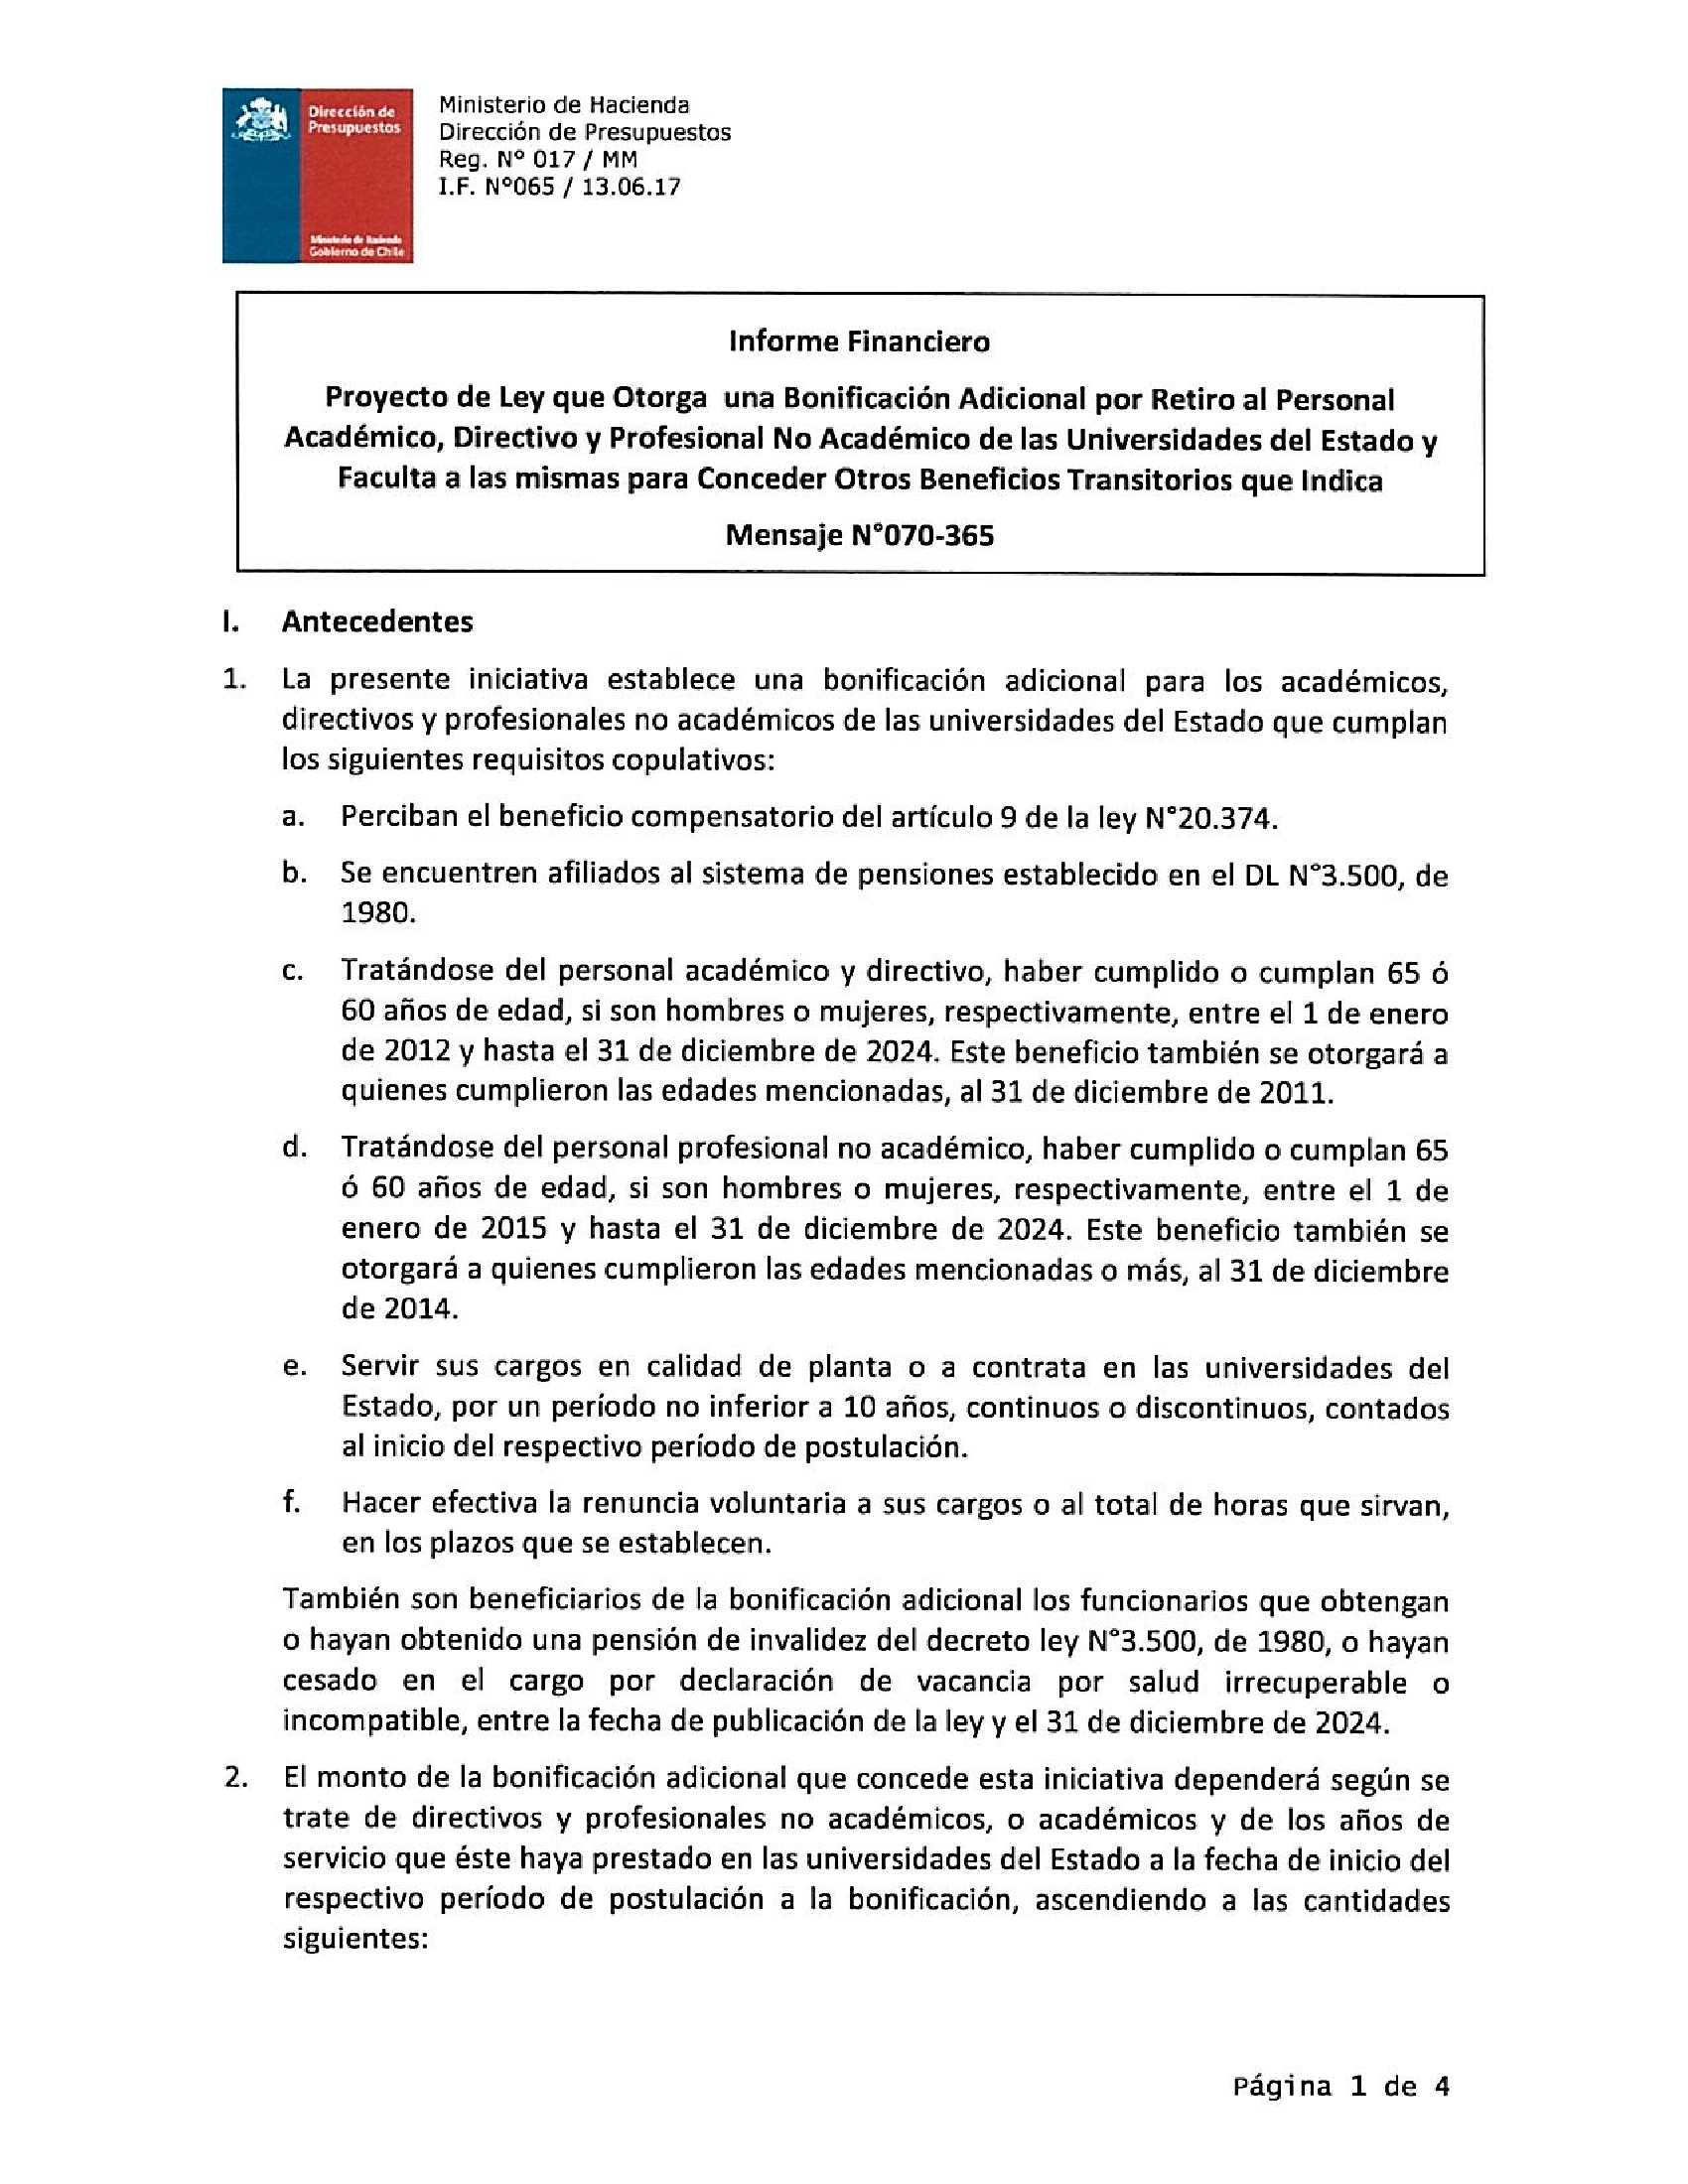 Dirección de
Presupuestos
Ministerio de Hacienda
Gobierno de Chile
Ministerio de Hacienda
Dirección de Presupuestos
Reg. Nº 017 / MM
I.F. Nº065 / 13.06.17
Informe Financiero
Proyecto de Ley que Otorga una Bonificación Adicional por Retiro al Personal
Académico, Directivo y Profesional No Académico de las Universidades del Estado y
Faculta a las mismas para Conceder Otros Beneficios Transitorios que Indica
Mensaje N°070-365
I. Antecedentes
1. La presente iniciativa establece una bonificación adicional para los académicos,
directivos y profesionales no académicos de las universidades del Estado que cumplan
los siguientes requisitos copulativos:
a. Perciban el beneficio compensatorio del artículo 9 de la ley N°20.374.
b. Se encuentren afiliados al sistema de pensiones establecido en el DL N°3.500, de
1980.
c. Tratándose del personal académico y directivo, haber cumplido o cumplan 65 ó
60 años de edad, si son hombres o mujeres, respectivamente, entre el 1 de enero
de 2012 y hasta el 31 de diciembre de 2024. Este beneficio también se otorgará a
quienes cumplieron las edades mencionadas, al 31 de diciembre de 2011.
d. Tratándose del personal profesional no académico, haber cumplido o cumplan 65
ó 60 años de edad, si son hombres o mujeres, respectivamente, entre el 1 de
enero de 2015 y hasta el 31 de diciembre de 2024. Este beneficio también se
otorgará a quienes cumplieron las edades mencionadas o más, al 31 de diciembre
de 2014.
e. Servir sus cargos en calidad de planta o a contrata en las universidades del
Estado, por un período no inferior a 10 años, continuos o discontinuos, contados
al inicio del respectivo período de postulación.
f. Hacer efectiva la renuncia voluntaria a sus cargos o al total de horas que sirvan,
en los plazos que se establecen.
También son beneficiarios de la bonificación adicional los funcionarios que obtengan
o hayan obtenido una pensión de invalidez del decreto ley N°3.500, de 1980, o hayan
cesado en el cargo por declaración de vacancia por salud irrecuperable o
incompatible, entre la fecha de publicación de la ley y el 31 de diciembre de 2024.
2. El monto de la bonificación adicional que concede esta iniciativa dependerá según se
trate de directivos y profesionales no académicos, o académicos y de los años de
servicio que éste haya prestado en las universidades del Estado a la fecha de inicio del
respectivo período de postulación a la bonificación, ascendiendo a las cantidades
siguientes:
Página 1 de 4